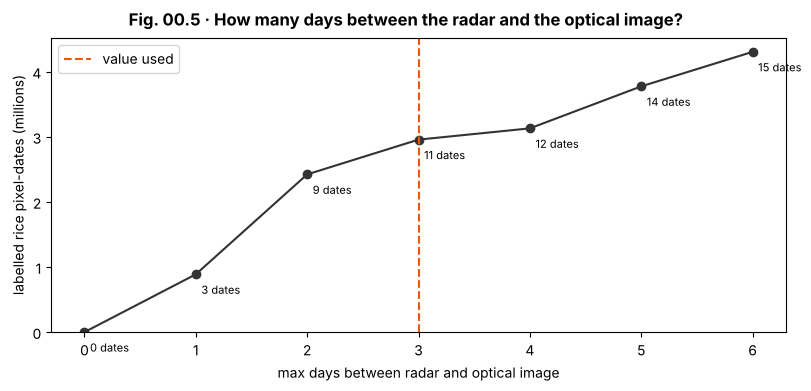 Fig. 00.5 · How many days between the radar and the optical image?
value used
labelled rice pixel-dates (millions)
4
3
2
1
0
0 dates
3 dates
9 dates
11 dates
12 dates
14 dates
15 dates
0 1 2 3 4 5 6
max days between radar and optical image